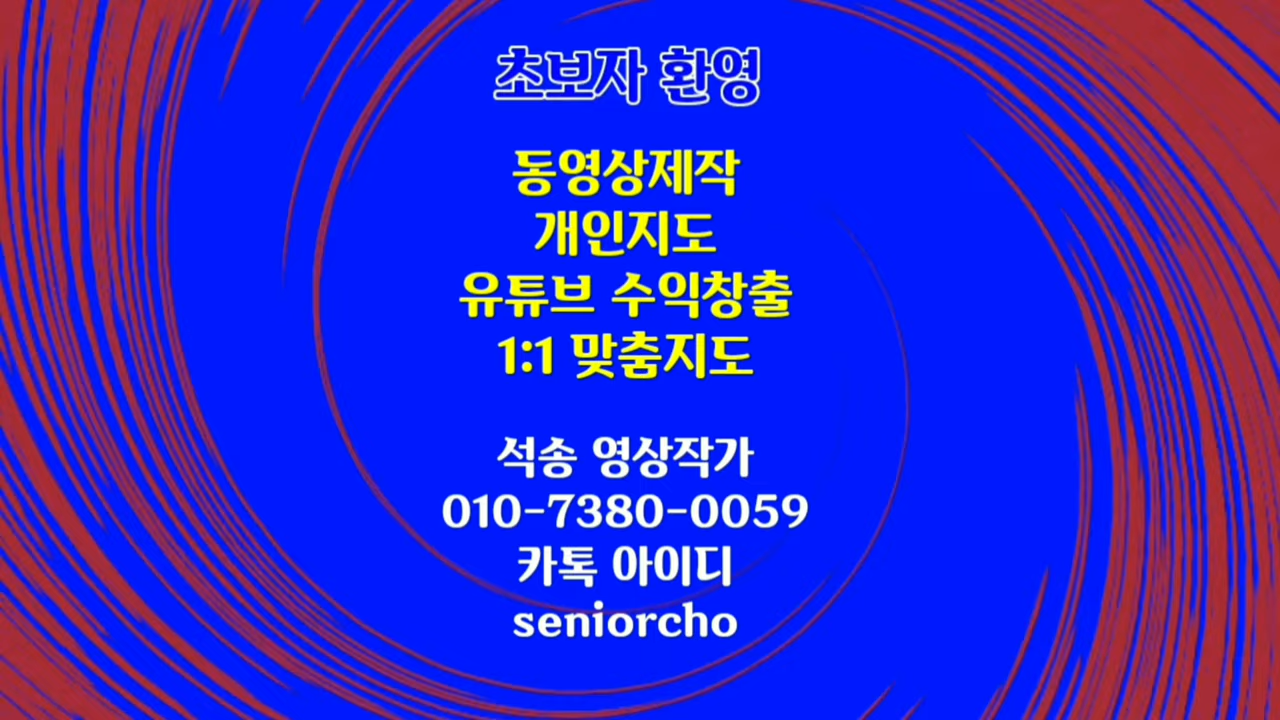 초보자 환영
동영상제작
개인지도
유튜브 수익창출
1:1 맞춤지도
석송 영상작가
010-7380-0059
카톡 아이디
seniorcho